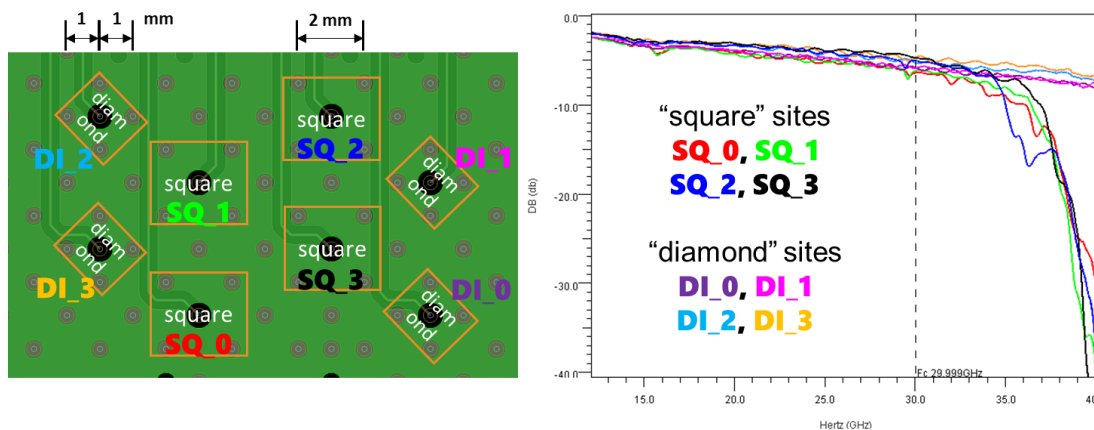 1 1 mm
2 mm
diam
ond
DI_2
square
SQ_2
square
SQ_1
diam
ond
DI_1
diam
ond
DI_3
square
SQ_3
square
SQ_0
diam
ond
DI_0
0.0
-10.0
-20.0
-30.0
-40.0
DB (db)
"square" sites
SQ_0, SQ_1
SQ_2, SQ_3
"diamond" sites
DI_0, DI_1
DI_2, DI_3
Fc 29.999GHz
15.0 20.0 25.0 30.0 35.0 40
Hertz (GHz)